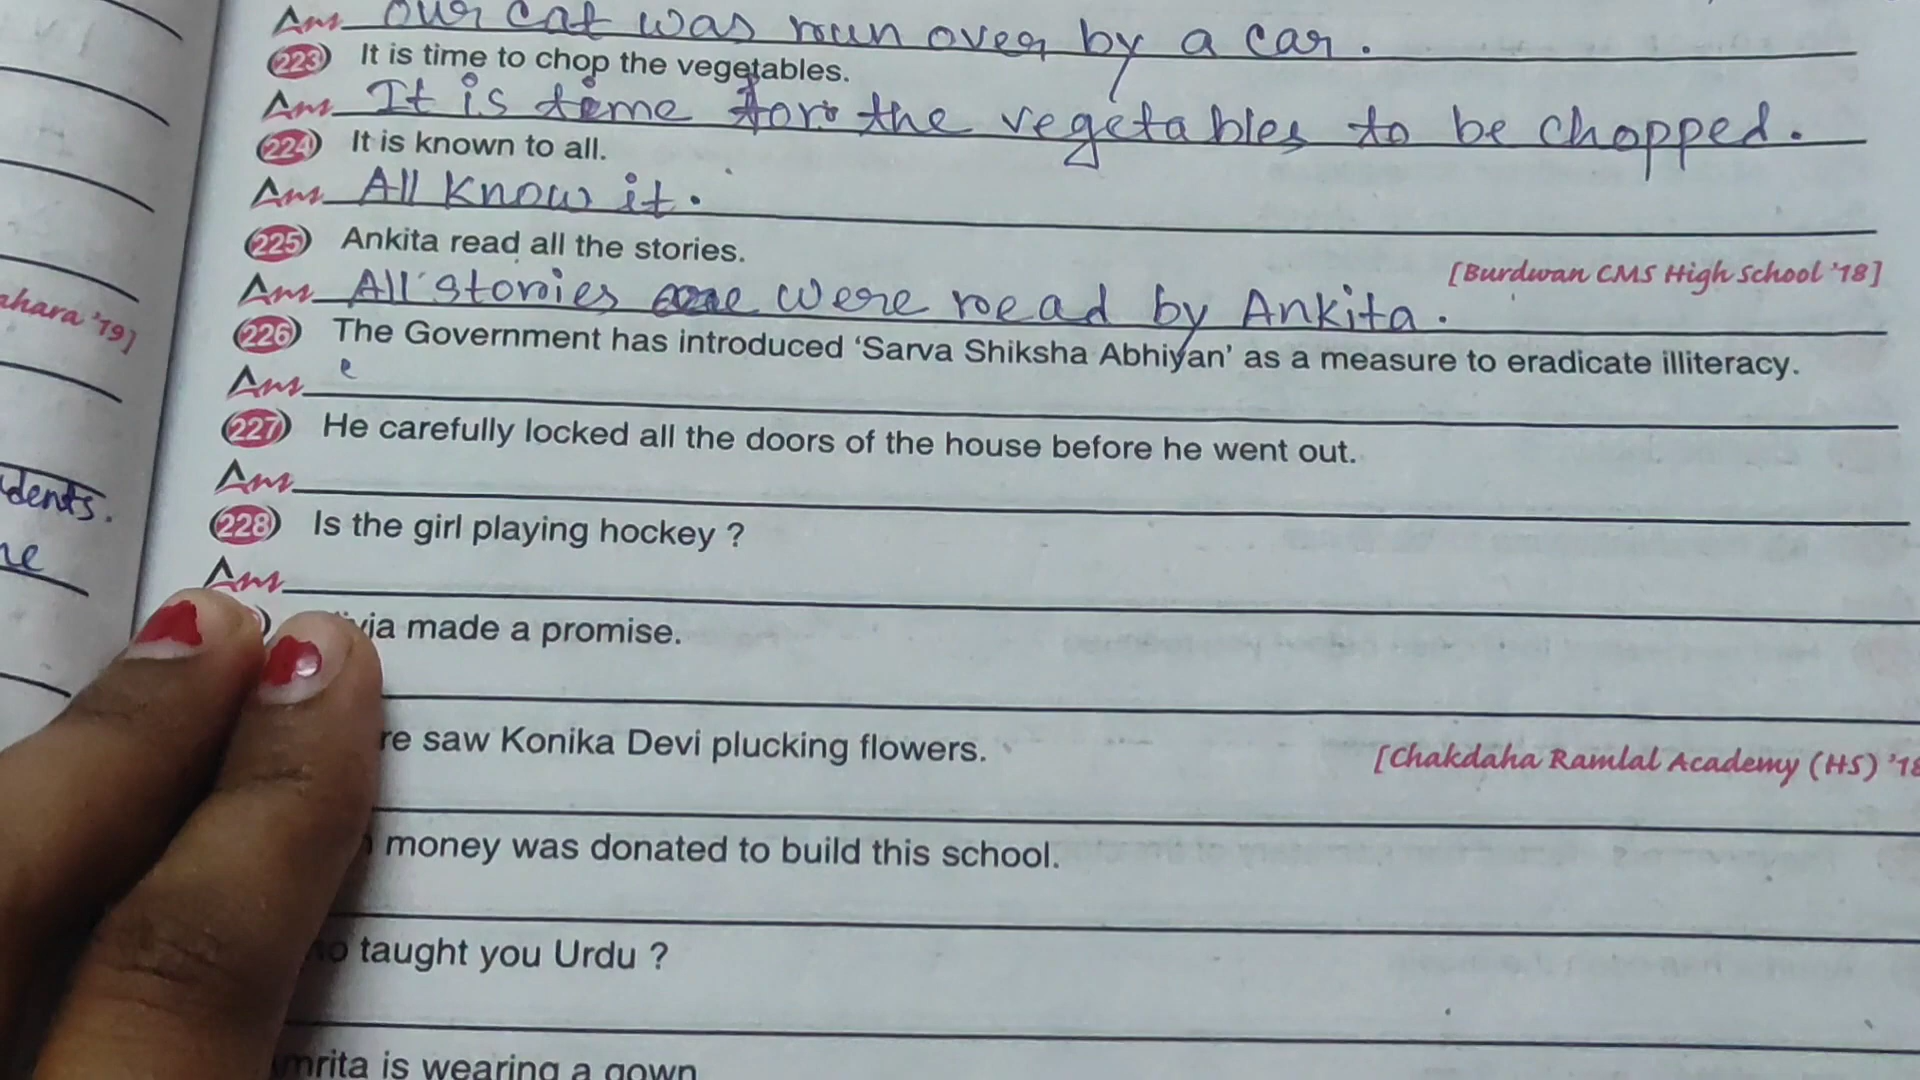 Ans Our cat was run over by a car.
223 It is time to chop the vegetables.
Ans It is time for the vegetables to be chopped.
224 It is known to all.
Ans All know it.
225 Ankita read all the stories.
[Burdwan CMS High School '18]
Ans All stories were read by Ankita.
226 The Government has introduced 'Sarva Shiksha Abhiyan' as a measure to eradicate illiteracy.
Ans e
227 He carefully locked all the doors of the house before he went out.
Ans
228 Is the girl playing hockey ?
Ans
made a promise.
saw Konika Devi plucking flowers.
[Chakdaha Ramlal Academy (HS) '18
money was donated to build this school.
taught you Urdu ?
mrita is wearing a gown
ahara '19]
dents.